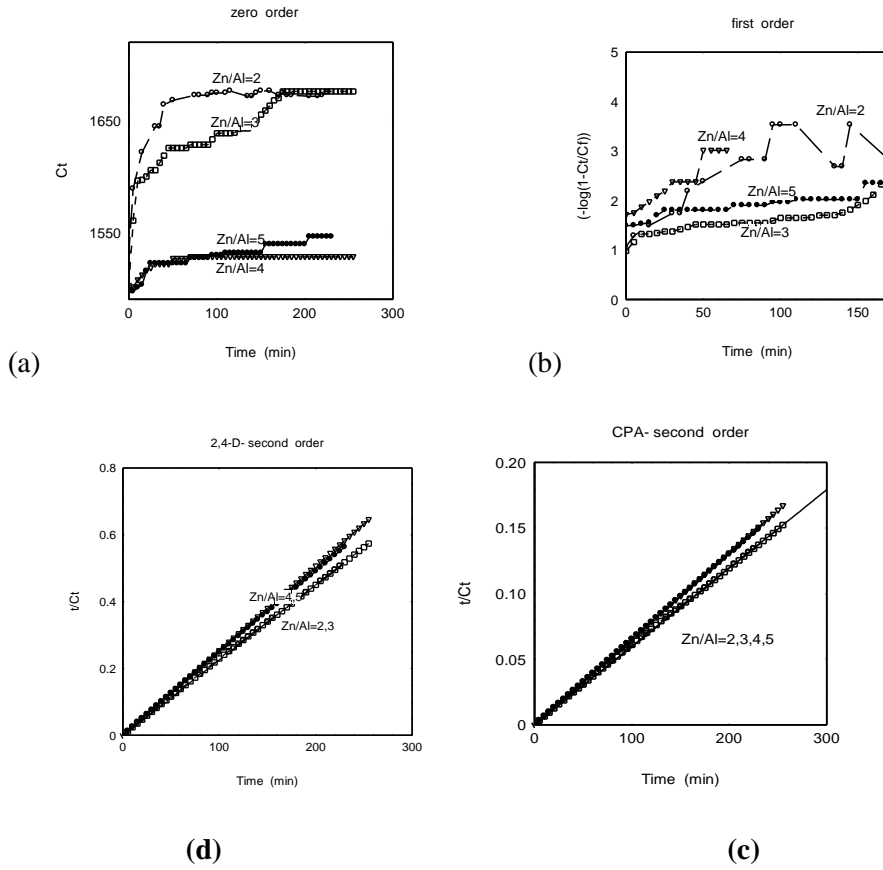 zero order
Zn/Al=2
1650
Zn/Al=3
Ct
1550
Zn/Al=5
Zn/Al=4
0 100 200 300
Time (min)
(a)
first order
5
4
3
2
1
0
(-log(1-Ct/Cf))
Zn/Al=2
Zn/Al=4
Zn/Al=5
Zn/Al=3
0 50 100 150
Time (min)
(b)
2,4-D- second order
0.8
0.6
0.4
0.2
0
t/Ct
Zn/Al=4,5
Zn/Al=2,3
0 100 200 300
Time (min)
(d)
CPA- second order
0.20
0.15
0.10
0.05
0
t/Ct
Zn/Al=2,3,4,5
0 100 200 300
Time (min)
(c)